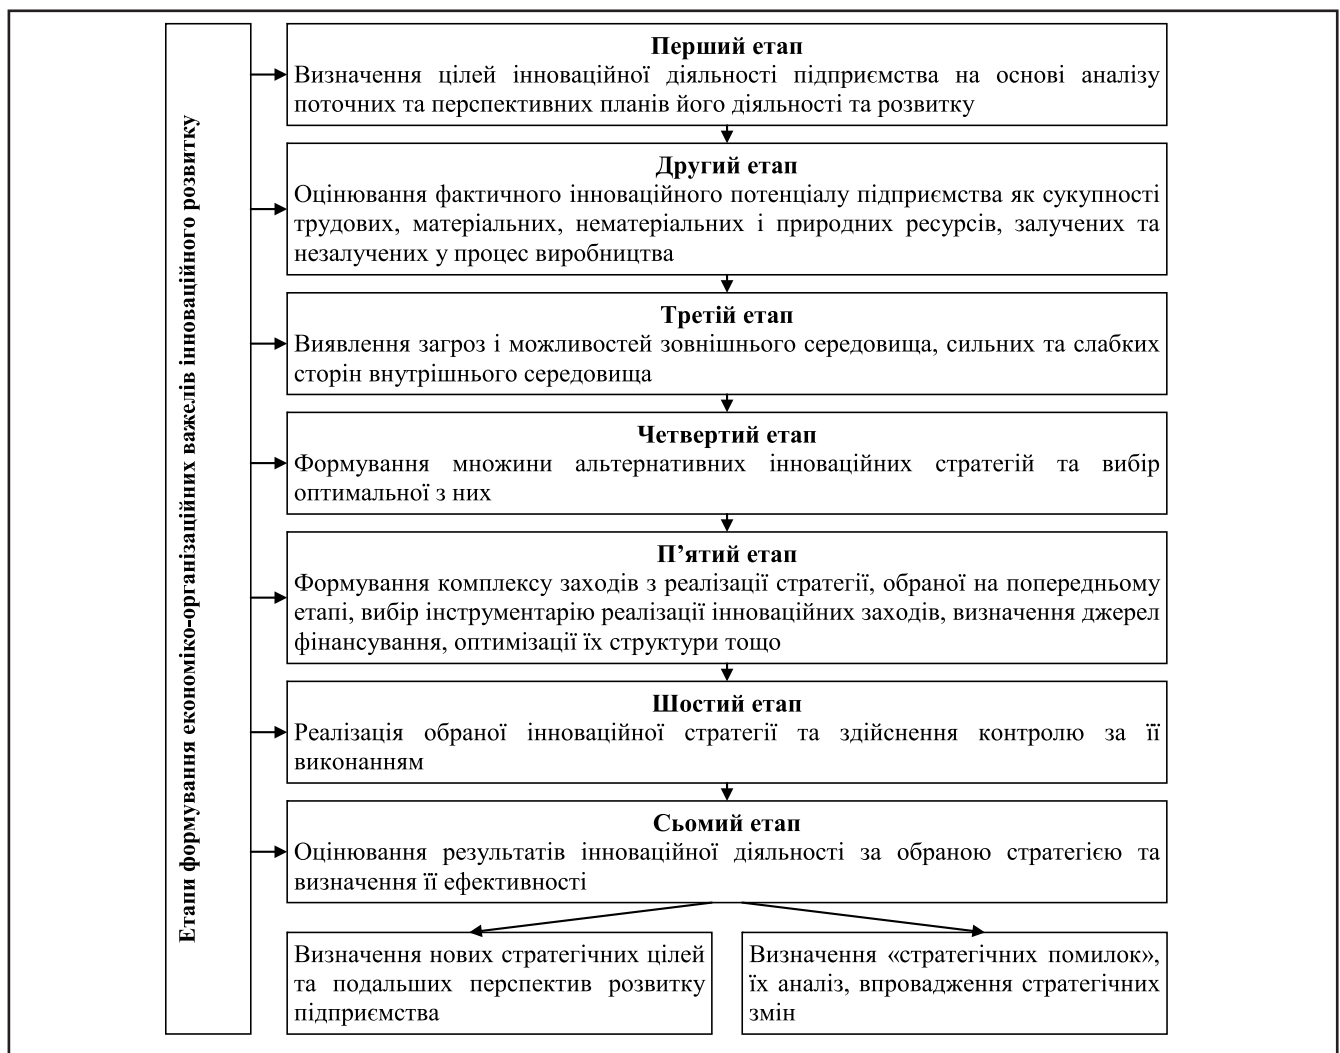 Етапи формування економіко-організаційних важелів інноваційного розвитку
Перший етап
Визначення цілей інноваційної діяльності підприємства на основі аналізу
поточних та перспективних планів його діяльності та розвитку
Другий етап
Оцінювання фактичного інноваційного потенціалу підприємства як сукупності
трудових, матеріальних, нематеріальних і природних ресурсів, залучених та
незалучених у процес виробництва
Третій етап
Виявлення загроз і можливостей зовнішнього середовища, сильних та слабких
сторін внутрішнього середовища
Четвертий етап
Формування множини альтернативних інноваційних стратегій та вибір
оптимальної з них
П’ятий етап
Формування комплексу заходів з реалізації стратегії, обраної на попередньому
етапі, вибір інструментарію реалізації інноваційних заходів, визначення джерел
фінансування, оптимізації їх структури тощо
Шостий етап
Реалізація обраної інноваційної стратегії та здійснення контролю за її
виконанням
Сьомий етап
Оцінювання результатів інноваційної діяльності за обраною стратегією та
визначення її ефективності
Визначення нових стратегічних цілей
та подальших перспектив розвитку
підприємства
Визначення «стратегічних помилок»,
їх аналіз, впровадження стратегічних
змін